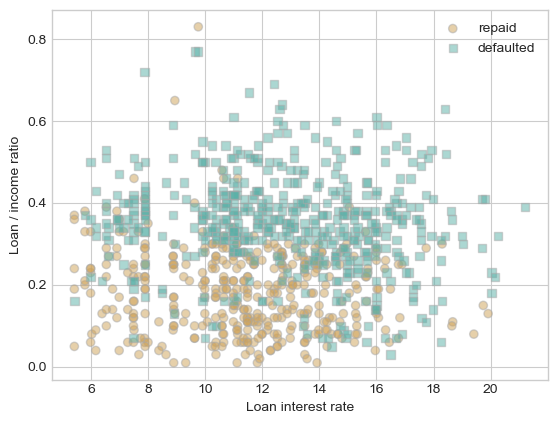 repaid
defaulted
0.8
0.6
0.4
0.2
0.0
Loan / income ratio
6 8 10 12 14 16 18 20
Loan interest rate